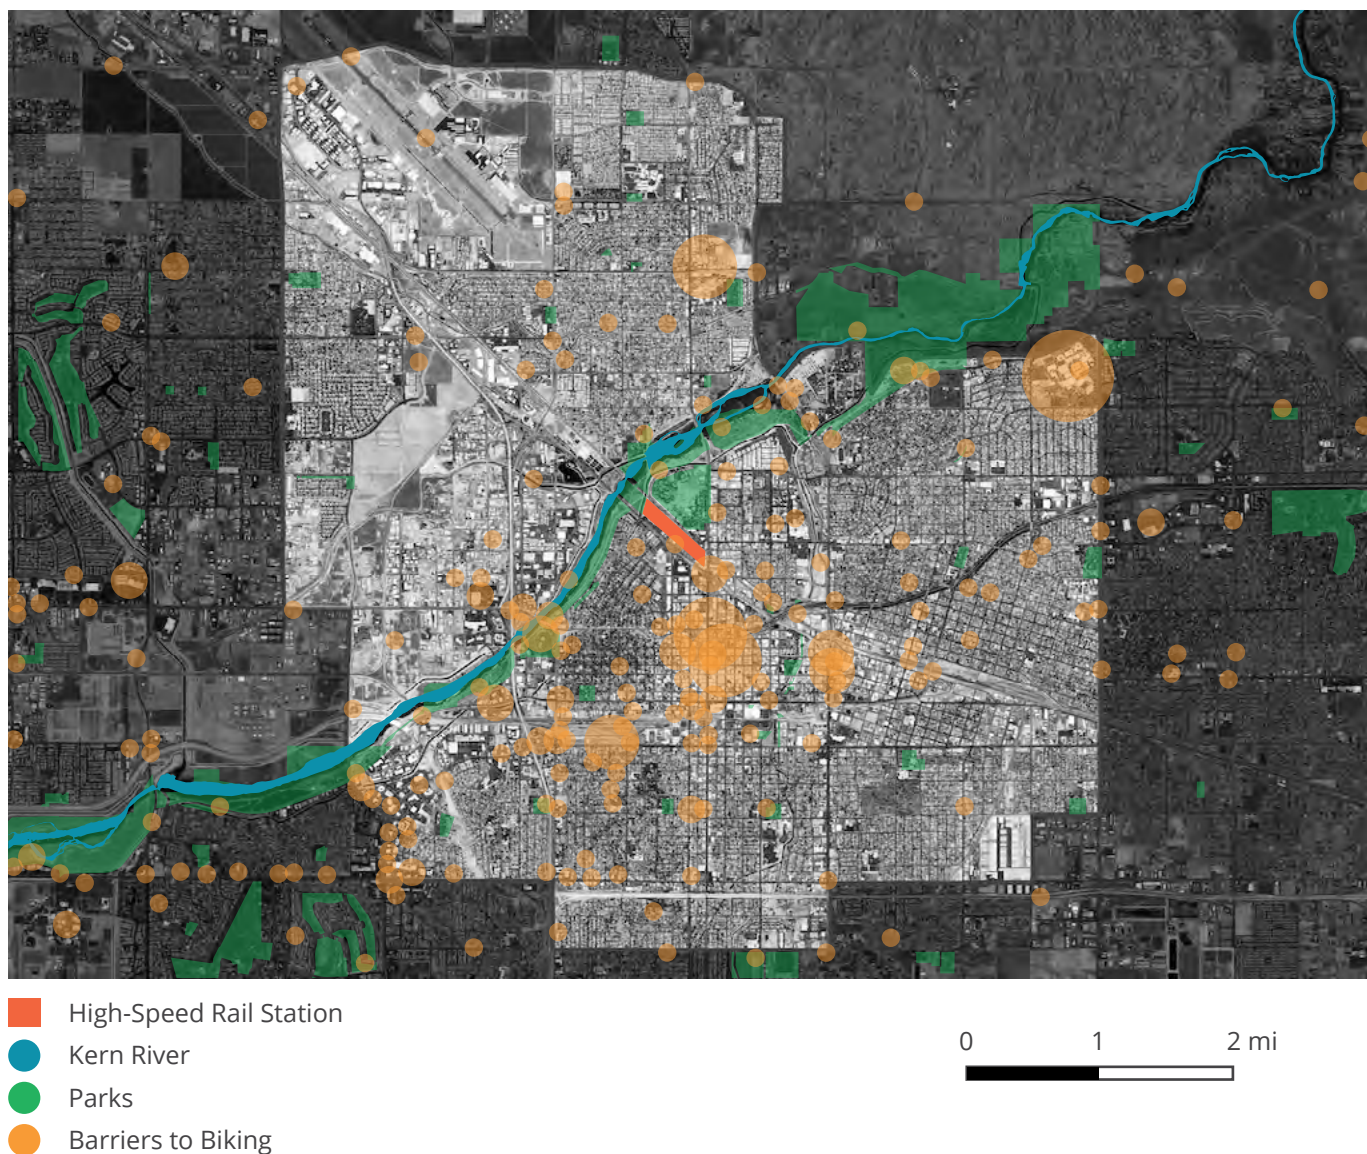 High-Speed Rail Station
Kern River
Parks
Barriers to Biking
0 1 2 mi